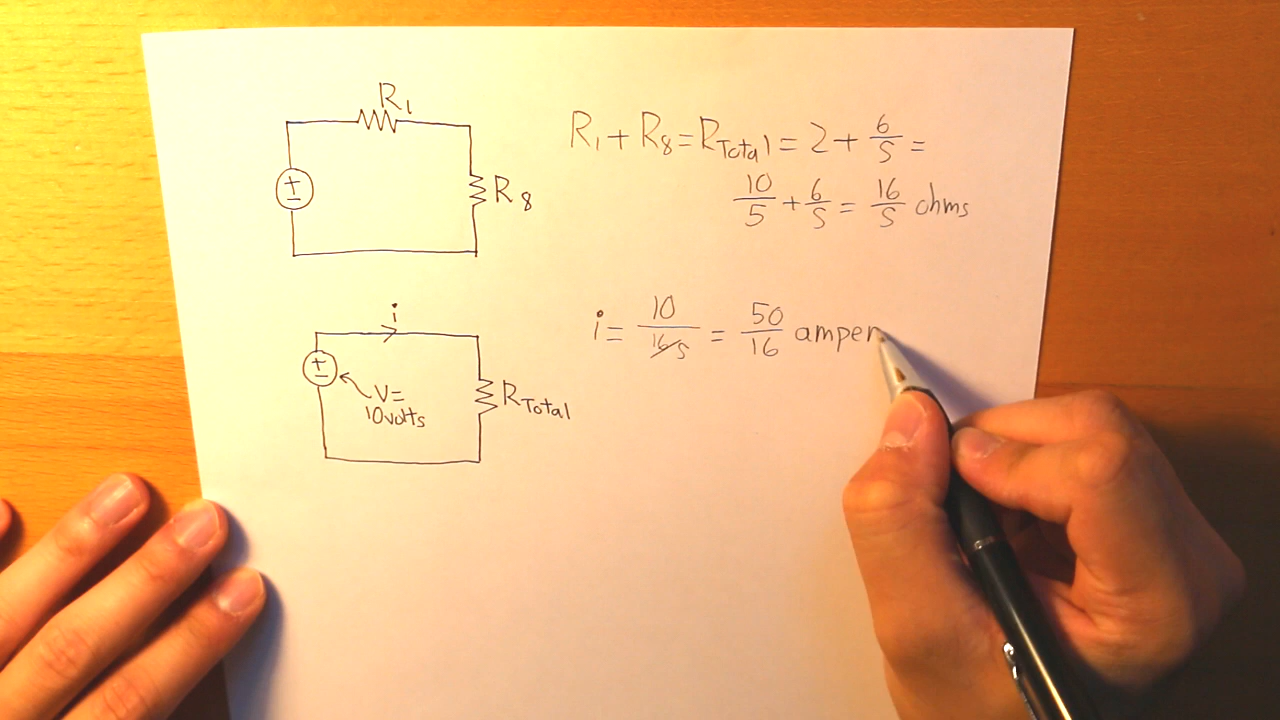 R1
R8
R1 + R8 = RTotal = 2 + 6/5 =
10/5 + 6/5 = 16/5 ohms
i
i = 10/(16/5) = 50/16 amper
V=
10volts
RTotal